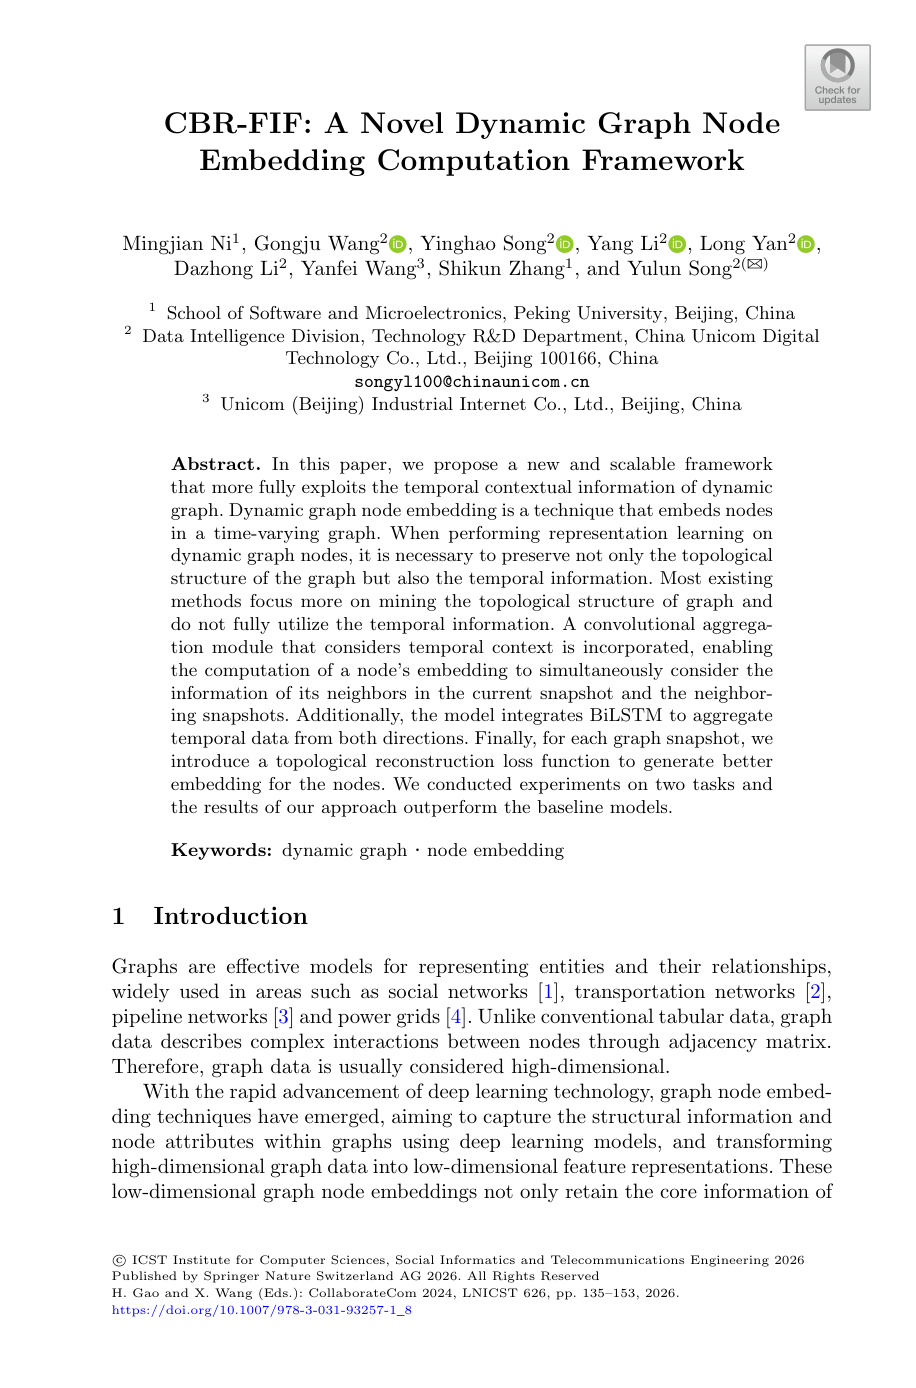 Check for
updates
CBR-FIF: A Novel Dynamic Graph Node
Embedding Computation Framework
Mingjian Ni1, Gongju Wang2, Yinghao Song2, Yang Li2, Long Yan2,
Dazhong Li2, Yanfei Wang3, Shikun Zhang1, and Yulun Song2(✉)
1 School of Software and Microelectronics, Peking University, Beijing, China
2 Data Intelligence Division, Technology R&D Department, China Unicom Digital
Technology Co., Ltd., Beijing 100166, China
songyl100@chinaunicom.cn
3 Unicom (Beijing) Industrial Internet Co., Ltd., Beijing, China
Abstract. In this paper, we propose a new and scalable framework
that more fully exploits the temporal contextual information of dynamic
graph. Dynamic graph node embedding is a technique that embeds nodes
in a time-varying graph. When performing representation learning on
dynamic graph nodes, it is necessary to preserve not only the topological
structure of the graph but also the temporal information. Most existing
methods focus more on mining the topological structure of graph and
do not fully utilize the temporal information. A convolutional aggrega-
tion module that considers temporal context is incorporated, enabling
the computation of a node's embedding to simultaneously consider the
information of its neighbors in the current snapshot and the neighbor-
ing snapshots. Additionally, the model integrates BiLSTM to aggregate
temporal data from both directions. Finally, for each graph snapshot, we
introduce a topological reconstruction loss function to generate better
embedding for the nodes. We conducted experiments on two tasks and
the results of our approach outperform the baseline models.
Keywords: dynamic graph · node embedding
1 Introduction
Graphs are effective models for representing entities and their relationships,
widely used in areas such as social networks [1], transportation networks [2],
pipeline networks [3] and power grids [4]. Unlike conventional tabular data, graph
data describes complex interactions between nodes through adjacency matrix.
Therefore, graph data is usually considered high-dimensional.
With the rapid advancement of deep learning technology, graph node embed-
ding techniques have emerged, aiming to capture the structural information and
node attributes within graphs using deep learning models, and transforming
high-dimensional graph data into low-dimensional feature representations. These
low-dimensional graph node embeddings not only retain the core information of
© ICST Institute for Computer Sciences, Social Informatics and Telecommunications Engineering 2026
Published by Springer Nature Switzerland AG 2026. All Rights Reserved
H. Gao and X. Wang (Eds.): CollaborateCom 2024, LNICST 626, pp. 135–153, 2026.
https://doi.org/10.1007/978-3-031-93257-1_8